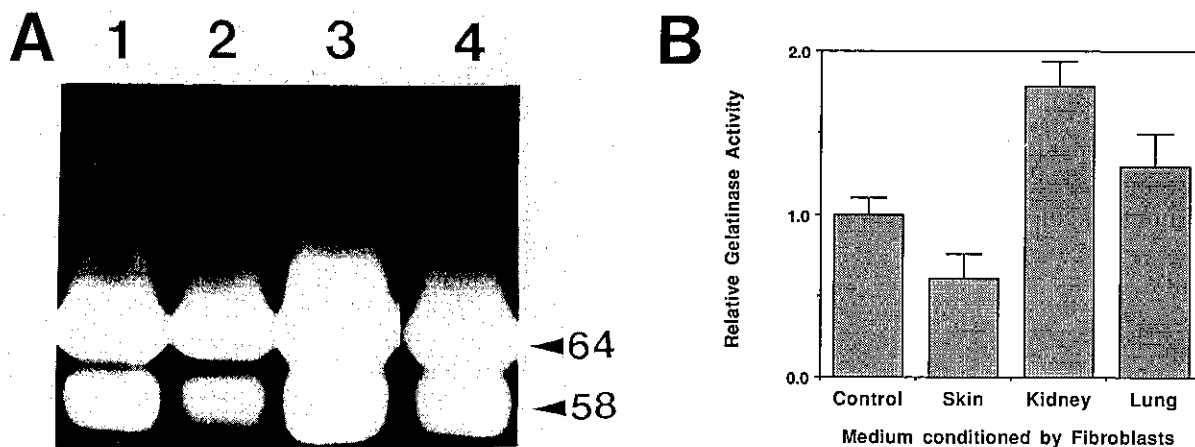 A
1 2 3 4
64
58
B
Relative Gelatinase Activity
2.0
1.0
0.0
Control Skin Kidney Lung
Medium conditioned by Fibroblasts